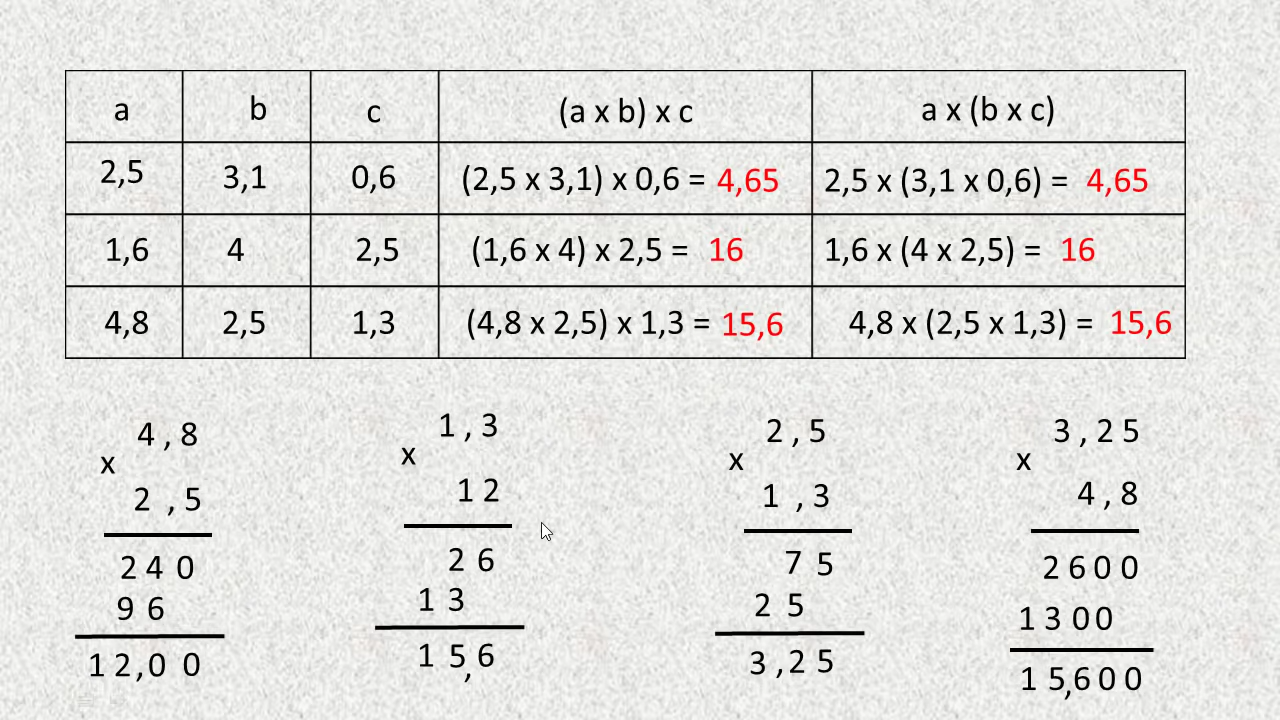 a b c (a x b) x c a x (b x c)
2,5 3,1 0,6 (2,5 x 3,1) x 0,6 = 4,65 2,5 x (3,1 x 0,6) = 4,65
1,6 4 2,5 (1,6 x 4) x 2,5 = 16 1,6 x (4 x 2,5) = 16
4,8 2,5 1,3 (4,8 x 2,5) x 1,3 = 15,6 4,8 x (2,5 x 1,3) = 15,6
4,8
x
2,5
240
96
12,00
1,3
x
12
26
13
15,6
2,5
x
1,3
75
25
3,25
3,25
x
4,8
2600
1300
15,600